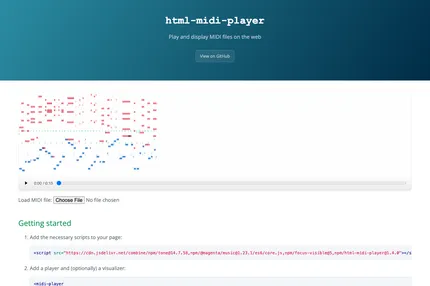 html-midi-player
Play and display MIDI files on the web
View on GitHub
0:00 / 6:10
Load MIDI file: Choose File No file chosen
Getting started
1. Add the necessary scripts to your page:
<script src="https://cdn.jsdelivr.net/combine/npm/tone@14.7.58,npm/@magenta/music@1.23.1/es6/core.js,npm/focus-visible@5,npm/html-midi-player@1.4.0"></s
2. Add a player and (optionally) a visualizer:
<midi-player